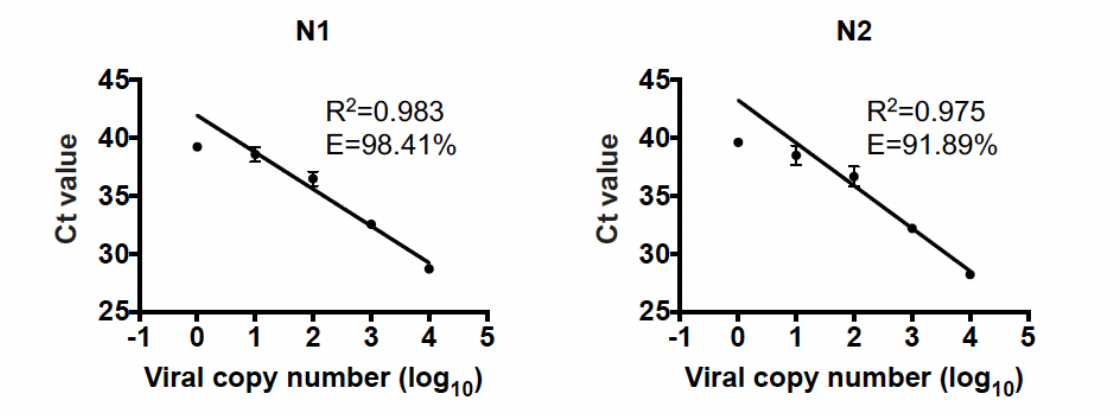 N1
45
40
35
30
25
Ct value
R²=0.983
E=98.41%
-1 0 1 2 3 4 5
Viral copy number (log₁₀)
N2
45
40
35
30
25
Ct value
R²=0.975
E=91.89%
-1 0 1 2 3 4 5
Viral copy number (log₁₀)